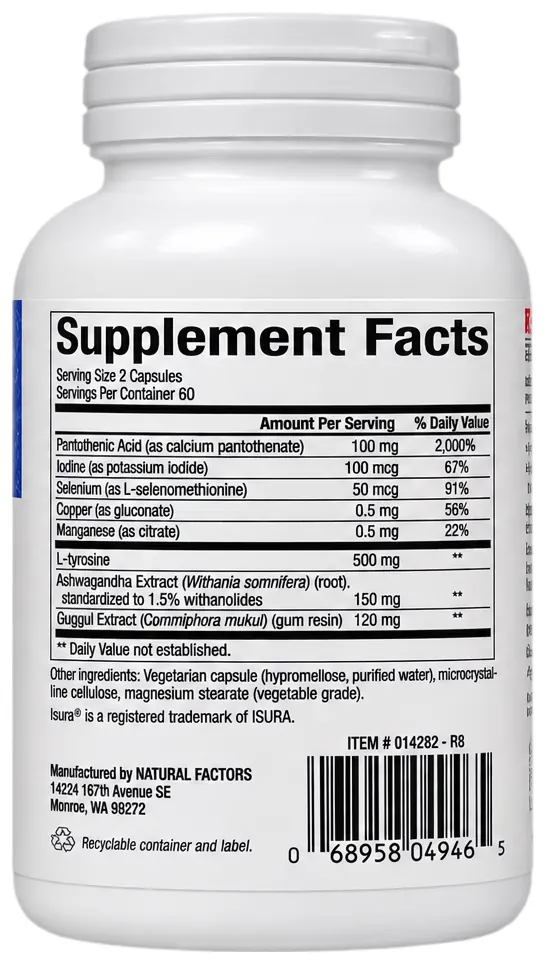 Supplement Facts
Serving Size 2 Capsules
Servings Per Container 60
Amount Per Serving % Daily Value
Pantothenic Acid (as calcium pantothenate) 100 mg 2,000%
Iodine (as potassium iodide) 100 mcg 67%
Selenium (as L-selenomethionine) 50 mcg 91%
Copper (as gluconate) 0.5 mg 56%
Manganese (as citrate) 0.5 mg 22%
L-tyrosine 500 mg **
Ashwagandha Extract (Withania somnifera) (root),
standardized to 1.5% withanolides 150 mg **
Guggul Extract (Commiphora mukul) (gum resin) 120 mg **
** Daily Value not established.
Other ingredients: Vegetarian capsule (hypromellose, purified water), microcrystal-
line cellulose, magnesium stearate (vegetable grade).
Isura® is a registered trademark of ISURA.
ITEM # 014282 - R8
Manufactured by NATURAL FACTORS
14224 167th Avenue SE
Monroe, WA 98272
Recyclable container and label.
0 68958 04946 5